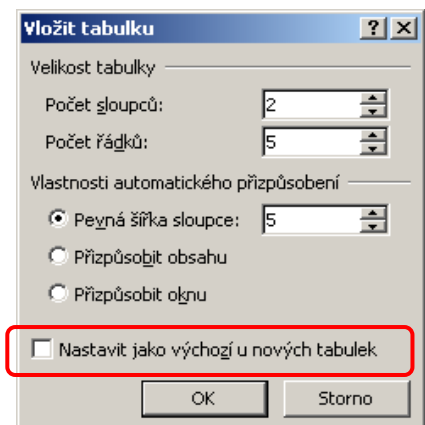 Vložit tabulku
Velikost tabulky
Počet sloupců: 2
Počet řádků: 5
Vlastnosti automatického přizpůsobení
Pevná šířka sloupce: 5
Přizpůsobit obsahu
Přizpůsobit oknu
Nastavit jako výchozí u nových tabulek
OK Storno